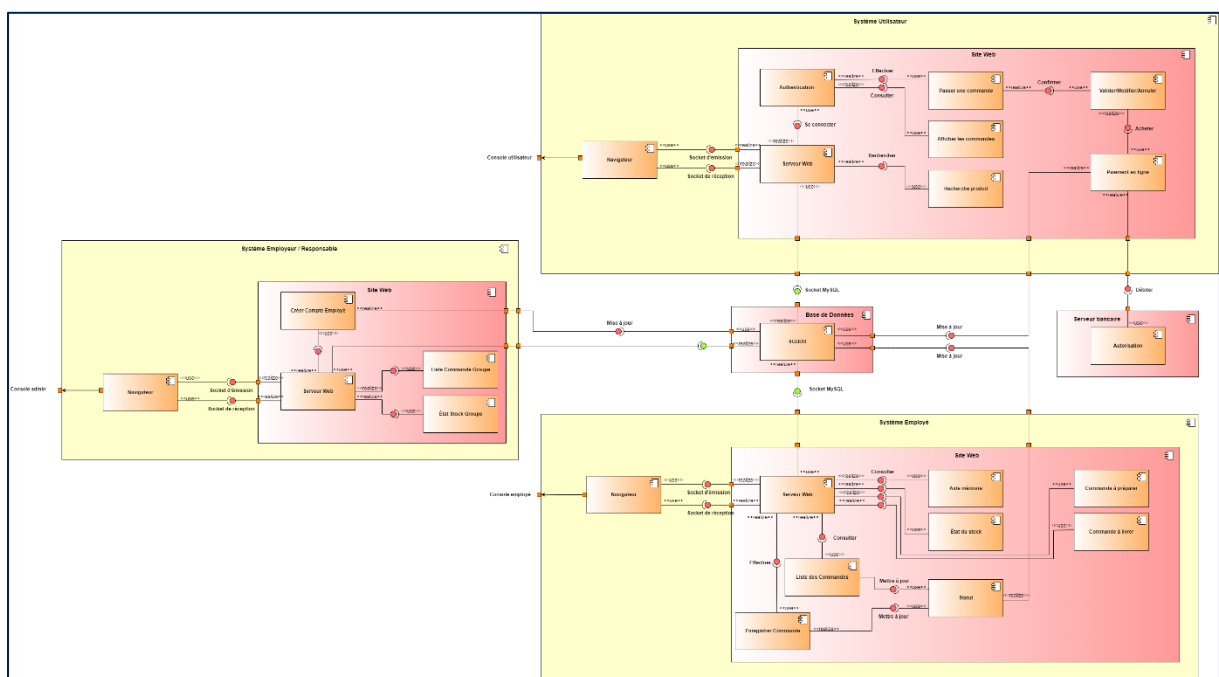 Système Utilisateur
Site Web
Authentication
Effectuer
Consulter
Passer une commande
Confirmer
Valider/Modifier/Annuler
<<realize>>
<<use>>
Se connecter
Afficher les commandes
Acheter
Console utilisateur
Navigateur
Socket d'émission
Socket de réception
Serveur Web
Rechercher
Recherche produit
Paiement en ligne
Système Employeur / Responsable
Site Web
Créer Compte Employé
Mise à jour
Socket MySQL
Base de Données
Mise à jour
Mise à jour
Débiter
Serveur bancaire
Autorisation
Console admin
Navigateur
Socket d'émission
Socket de réception
Serveur Web
Liste Commande Groupe
État Stock Groupe
Socket MySQL
Système Employé
Site Web
Console employé
Navigateur
Socket d'émission
Socket de réception
Serveur Web
Consulter
Aide mémoire
Commande à préparer
État du stock
Commande à livrer
Consulter
Effectuer
Liste des Commandes
Mettre à jour
Statut
Enregistrer Commande
Mettre à jour